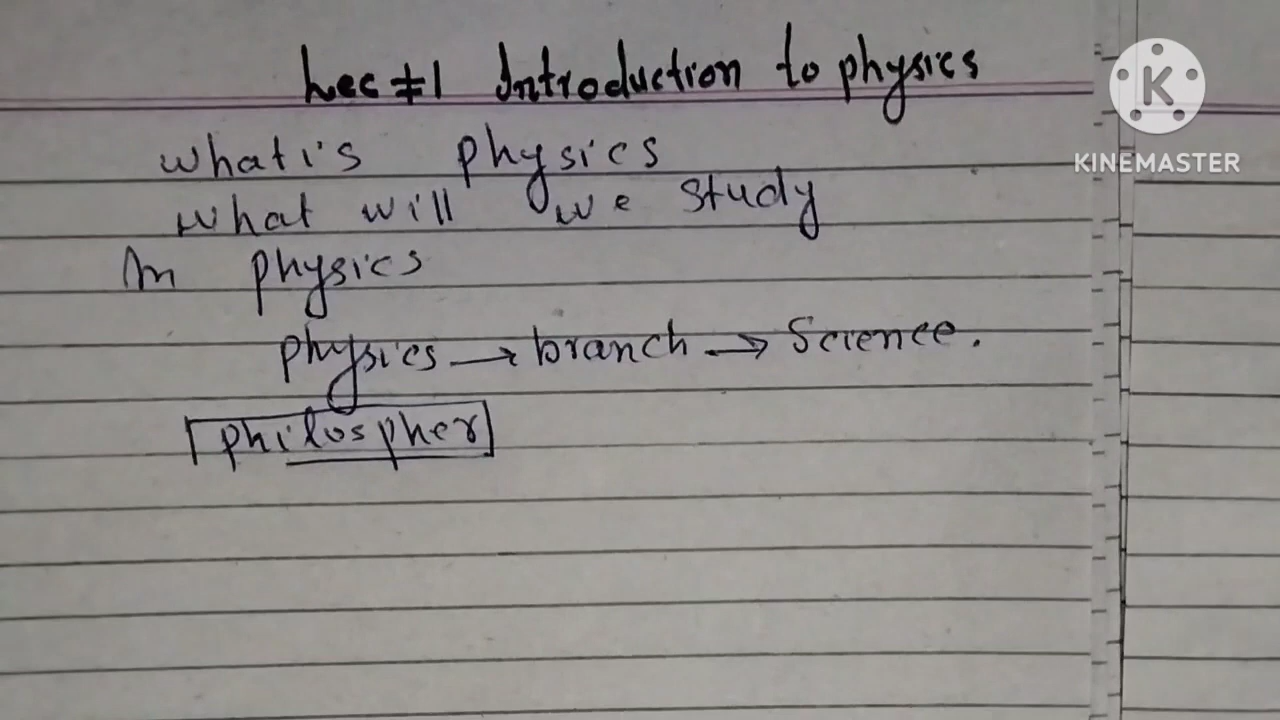 Lec #1 Introduction to physics
what i's physics
what will we study
In physics
physics → branch → Science.
philospher
KINEMASTER